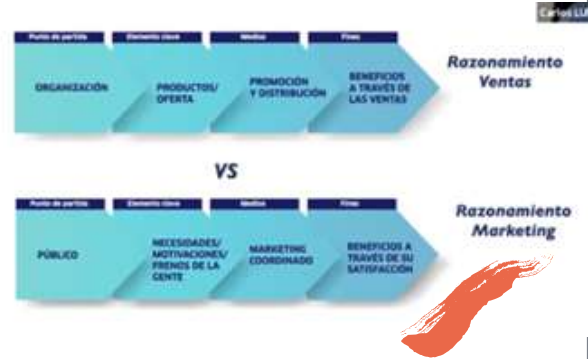 Carlos LU
Punto de partida
Elemento clave
Medios
Fines
ORGANIZACIÓN
PRODUCTOS/
OFERTA
PROMOCIÓN
Y DISTRIBUCIÓN
BENEFICIOS
A TRAVÉS DE
LAS VENTAS
Razonamiento
Ventas
VS
Punto de partida
Elemento clave
Medios
Fines
PÚBLICO
NECESIDADES/
MOTIVACIONES/
FRENOS DE LA
GENTE
MARKETING
COORDINADO
BENEFICIOS A
TRAVÉS DE SU
SATISFACCIÓN
Razonamiento
Marketing